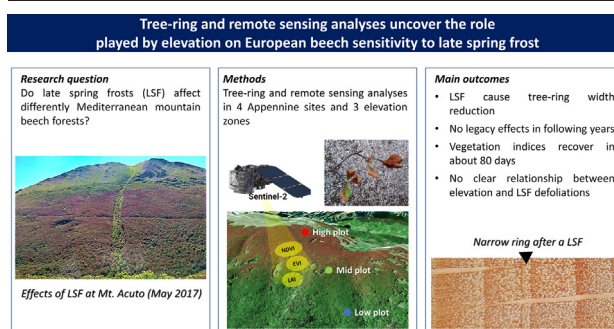 Tree-ring and remote sensing analyses uncover the role
played by elevation on European beech sensitivity to late spring frost
Research question
Do late spring frosts (LSF) affect
differently Mediterranean mountain
beech forests?
Effects of LSF at Mt. Acuto (May 2017)
Methods
Tree-ring and remote sensing analyses
in 4 Appennine sites and 3 elevation
zones
Sentinel-2
High plot
NDVI
EVI
Mid plot
LAI
Low plot
Main outcomes
• LSF cause tree-ring width
reduction
• No legacy effects in following years
• Vegetation indices recover in
about 80 days
• No clear relationship between
elevation and LSF defoliations
Narrow ring after a LSF